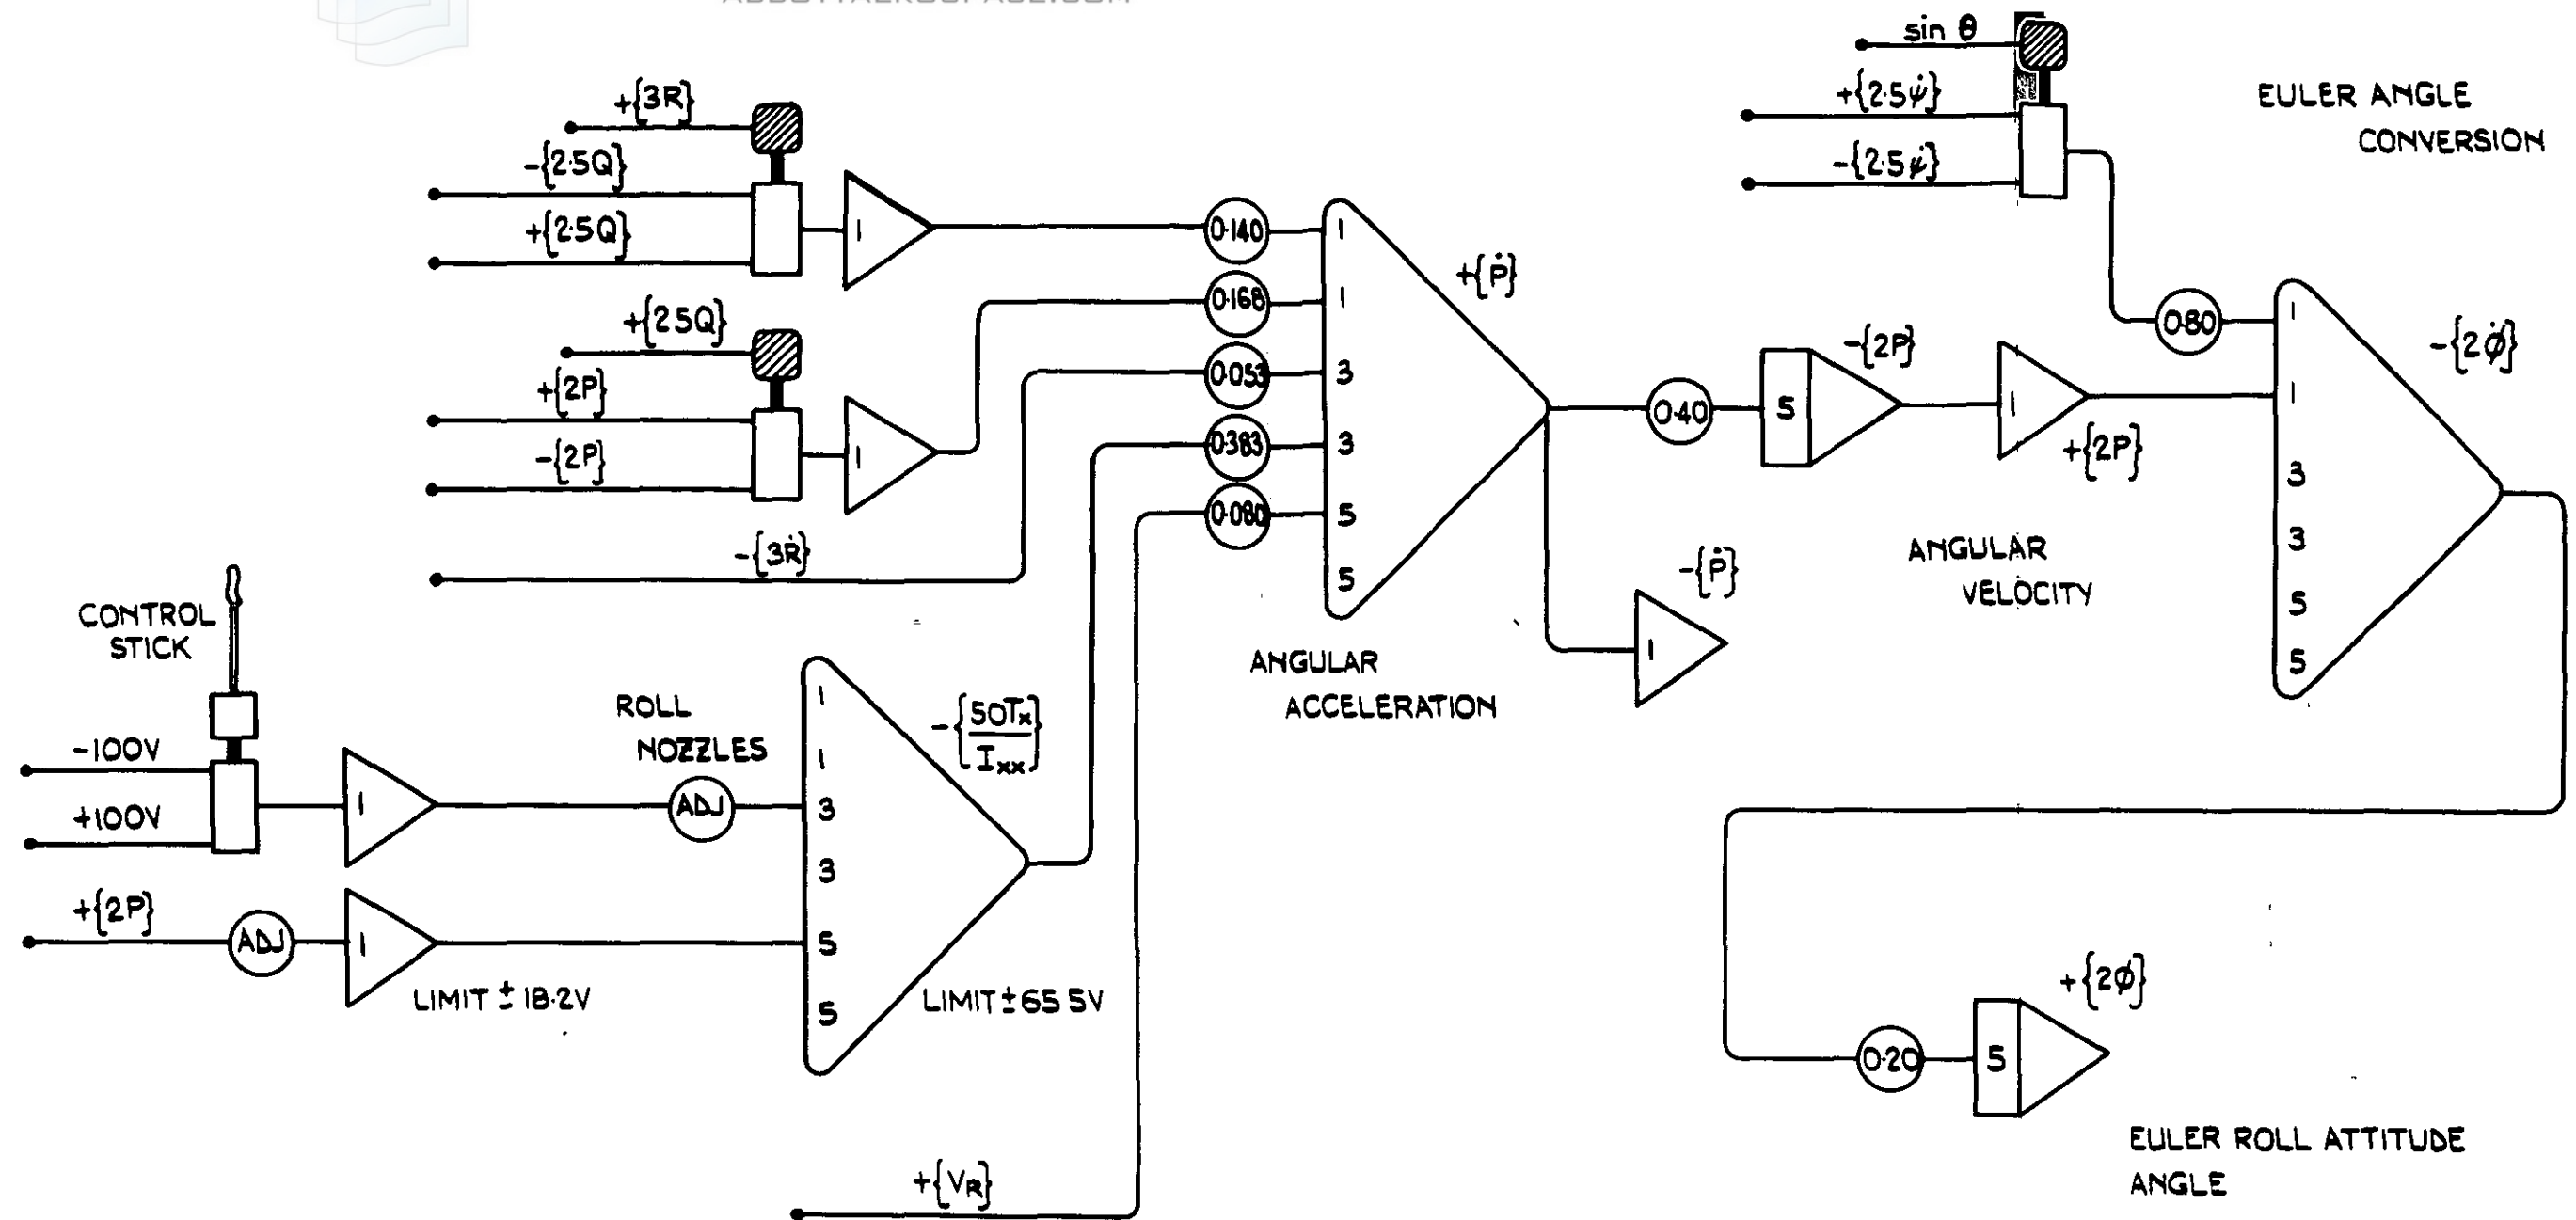 sin θ
+{2·5ψ̇}
-{2·5ψ̇}
EULER ANGLE
CONVERSION
+{3R}
-{2·5Q}
+{2·5Q}
1
0·140
1
+{Ṗ}
0·168
1
+{2 5Q}
+{2P}
-{2P}
1
0·053
3
0·383
3
0·080
5
5
-{3Ṙ}
0·40
5
-{2P}
1
+{2P}
0·80
1
1
3
3
5
5
-{2φ̇}
ANGULAR
VELOCITY
-{Ṗ}
1
ANGULAR
ACCELERATION
CONTROL
STICK
-100V
+100V
1
ROLL
NOZZLES
ADJ
1
1
3
3
5
5
-{50Tx/Ixx}
+{2P}
ADJ
1
LIMIT ± 18·2V
LIMIT ± 65 5V
+{VR}
0·20
5
+{2φ}
EULER ROLL ATTITUDE
ANGLE